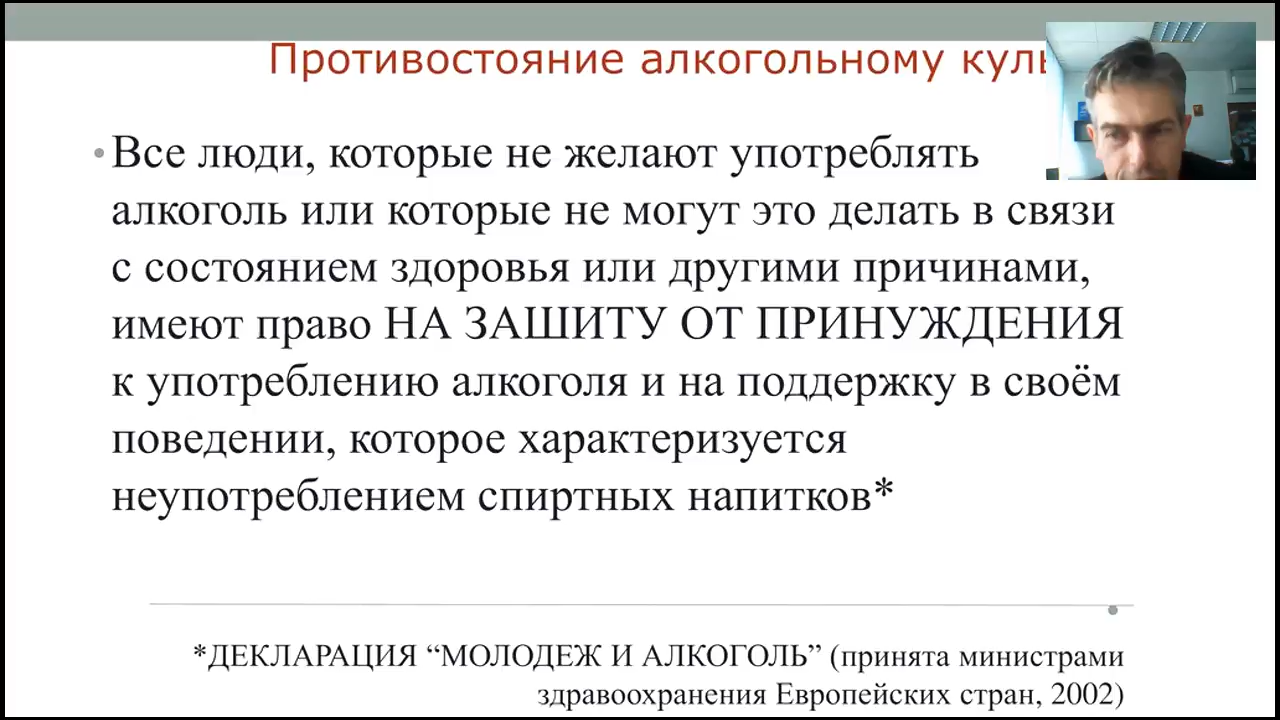 Противостояние алкогольному куль
Все люди, которые не желают употреблять
алкоголь или которые не могут это делать в связи
с состоянием здоровья или другими причинами,
имеют право НА ЗАШИТУ ОТ ПРИНУЖДЕНИЯ
к употреблению алкоголя и на поддержку в своём
поведении, которое характеризуется
неупотреблением спиртных напитков*
*ДЕКЛАРАЦИЯ “МОЛОДЕЖ И АЛКОГОЛЬ” (принята министрами
здравоохранения Европейских стран, 2002)